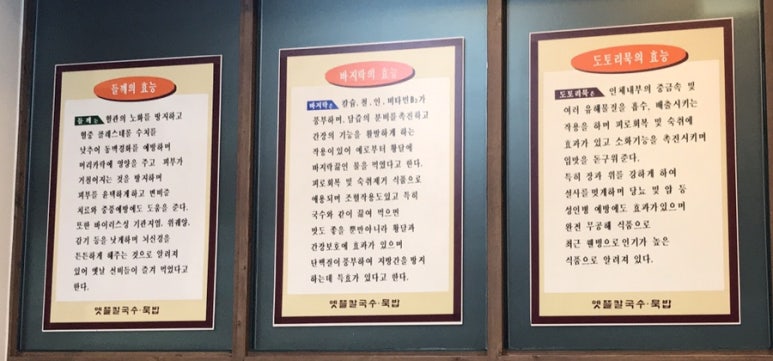 들깨의 효능
들깨는 혈관의 노화를 방지하고
혈중 콜레스테롤 수치를
낮추어 동맥경화를 예방하며
머리카락에 영양을 주고 피부가
거칠어지는 것을 방지하며
피부를 윤택하게하고 변비증
치료와 중풍예방에도 도움을 준다.
또한 바이러스성 기관지염, 위궤양,
감기 등을 낫게하며 뇌신경을
튼튼하게 해주는 것으로 알려져
있어 옛날 선비들이 즐겨 먹었다고
한다.
옛뜰칼국수·묵밥
바지락의 효능
바지락은 칼슘, 철, 인, 비타민B2가
풍부하며, 담즙의 분비를촉진하고
간장의 기능을 활발하게 하는
작용이있어 예로부터 황달에
바지락끓인 물을 먹었다고 한다.
피로회복 및 숙취제거 식품으로
애용되며 조혈작용도있고 특히
국수와 같이 끓여 먹으면
맛도 좋을 뿐만아니라 황달과
간장보호에 효과가 있으며
단백질이풍부하여 지방간을 방지
하는데 특효가 있다고 한다.
옛뜰칼국수·묵밥
도토리묵의 효능
도토리묵은 인체내부의 중금속 및
여러 유해물질을 흡수, 배출시키는
작용을 하며 피로회복 및 숙취에
효과가 있고 소화기능을 촉진시키며
입맛을 돋구워준다.
특히 장과 위를 강하게 하여
설사를멎게하며 당뇨 및 암 등
성인병 예방에도 효과가있으며
완전 무공해 식품으로
최근 웰빙으로인기가 높은
식품으로 알려져 있다.
옛뜰칼국수·묵밥